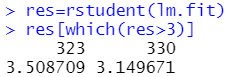 > res=rstudent(lm.fit)
> res[which(res>3)]
     323      330
3.508709 3.149671